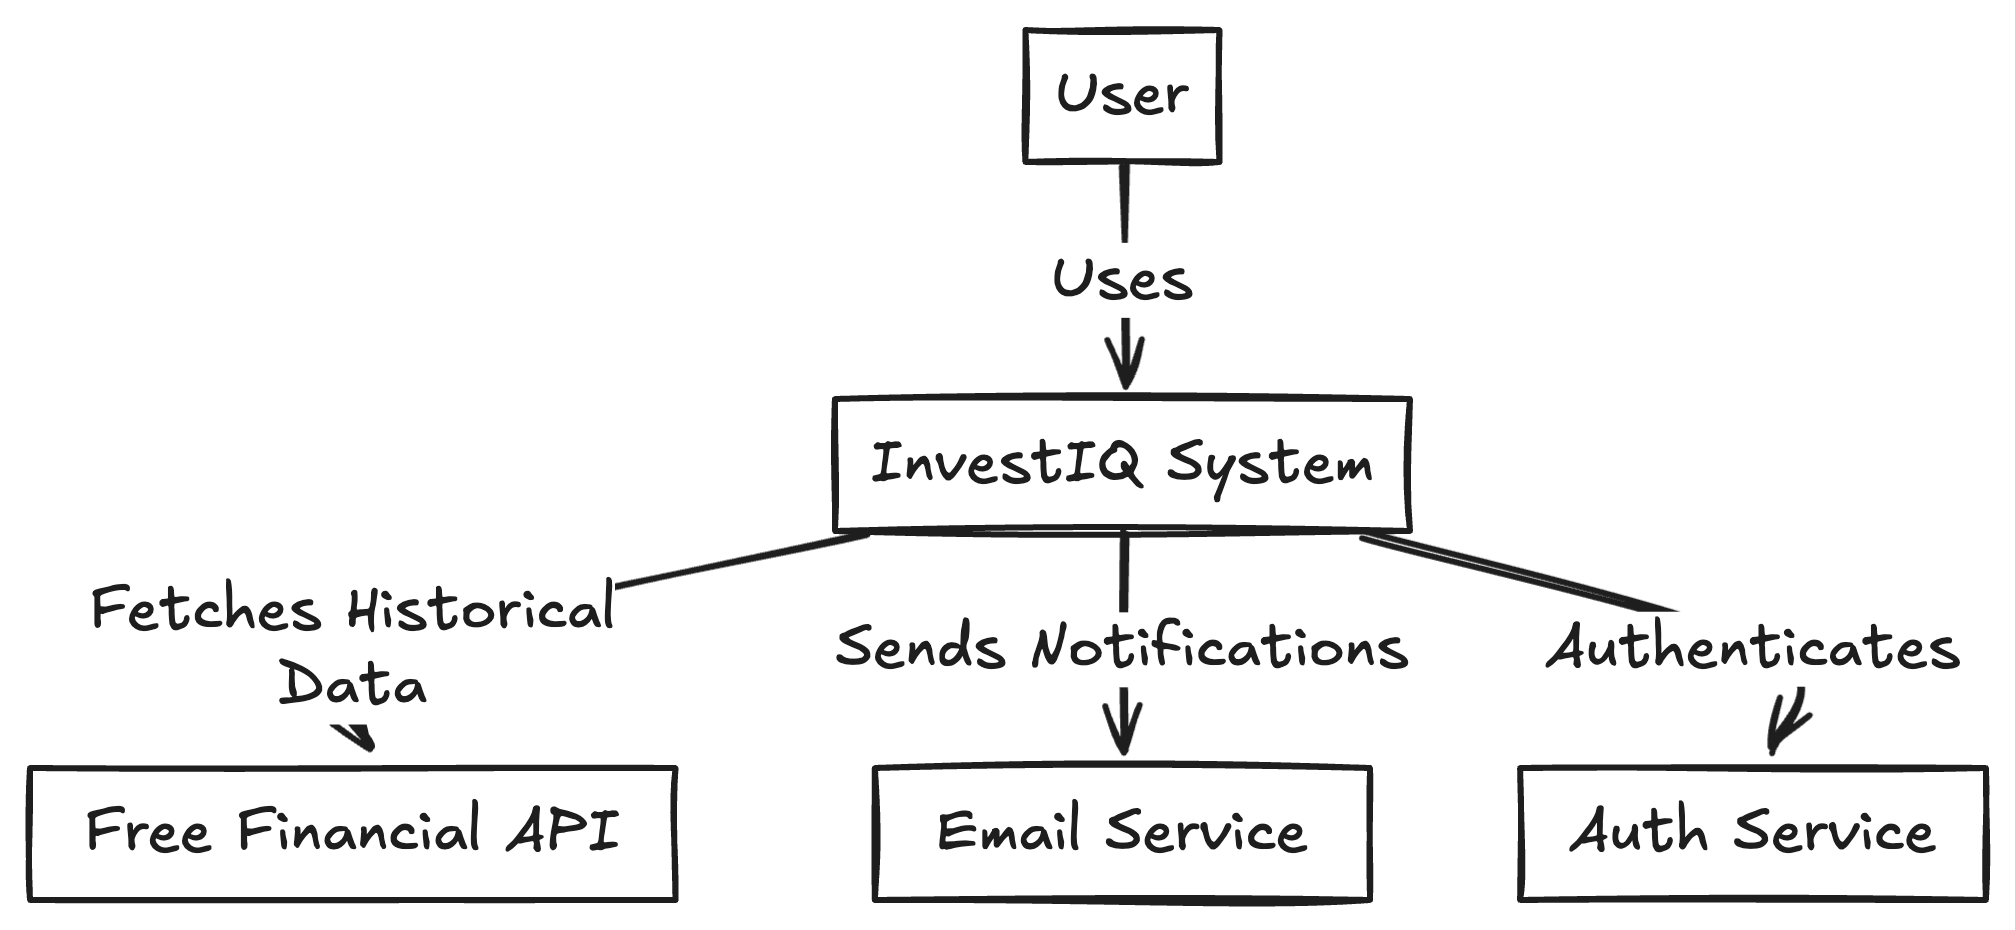 User
Uses
InvestIQ System
Fetches Historical
Data
Sends Notifications
Authenticates
Free Financial API
Email Service
Auth Service